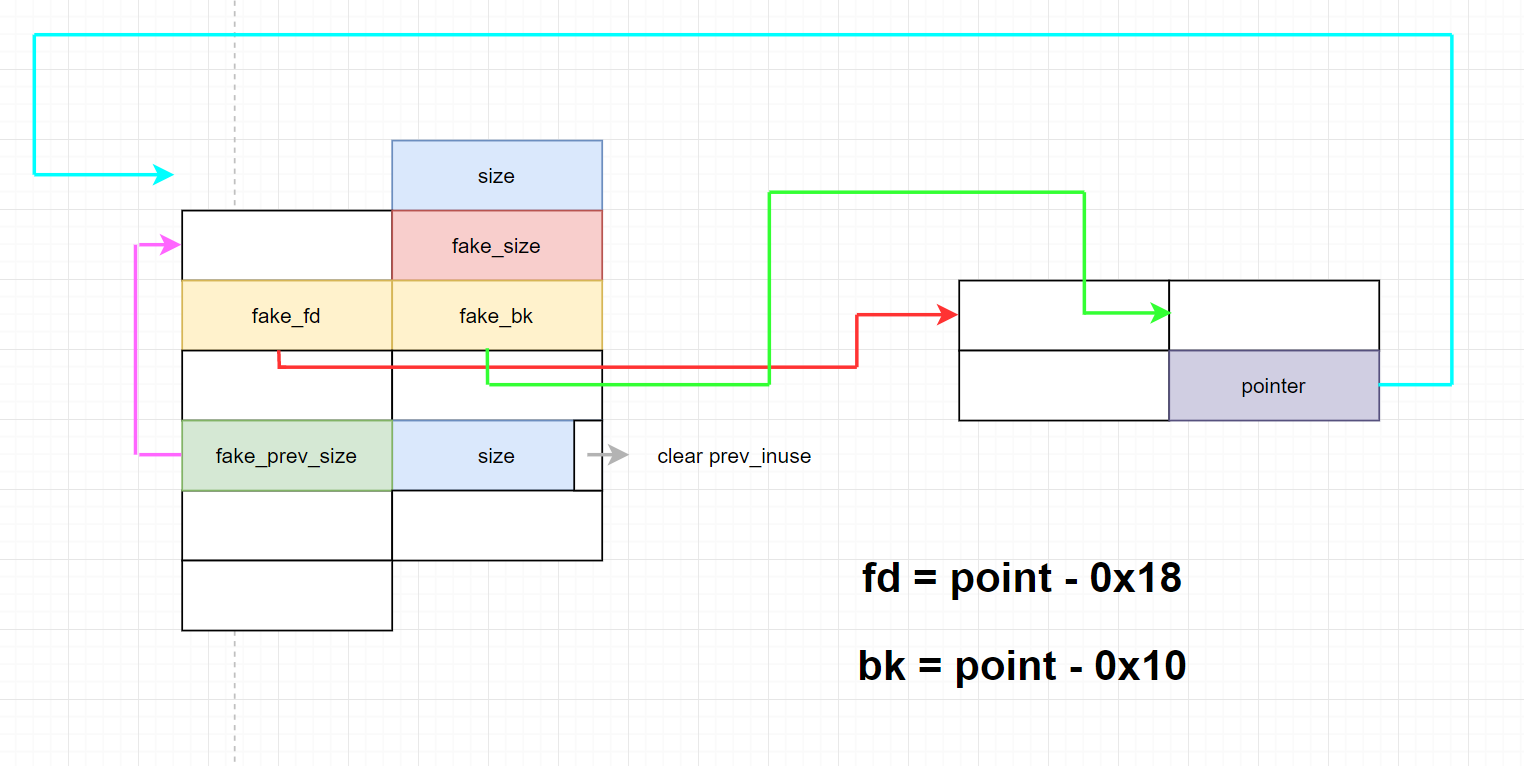 size
fake_size
fake_fd
fake_bk
pointer
fake_prev_size
size
clear prev_inuse
fd = point - 0x18
bk = point - 0x10